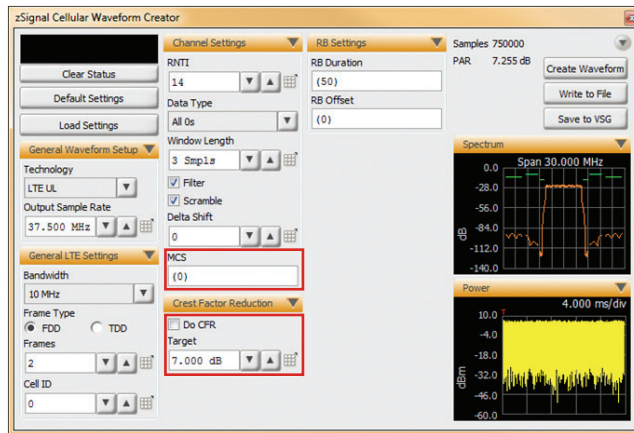 zSignal Cellular Waveform Creator
Clear Status
Default Settings
Load Settings
General Waveform Setup
Technology
LTE UL
Output Sample Rate
37.500 MHz
General LTE Settings
Bandwidth
10 MHz
Frame Type
FDD TDD
Frames
2
Cell ID
0
Channel Settings
RNTI
14
Data Type
All 0s
Window Length
3 Smpls
Filter
Scramble
Delta Shift
0
MCS
(0)
Crest Factor Reduction
Do CFR
Target
7.000 dB
RB Settings
RB Duration
(50)
RB Offset
(0)
Samples 750000
PAR 7.255 dB
Create Waveform
Write to File
Save to VSG
Spectrum
Span 30.000 MHz
0.0
-28.0
-56.0
-84.0
-112.0
-140.0
dB
Power
4.000 ms/div
10.0
-4.0
-18.0
-32.0
-46.0
-60.0
dBm